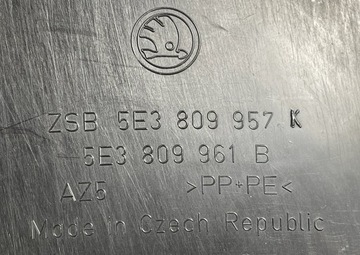 ZSB 5E3 809 957 K
5E3 809 961 B
AZ5 >PP+PE<
Made in Czech Republic